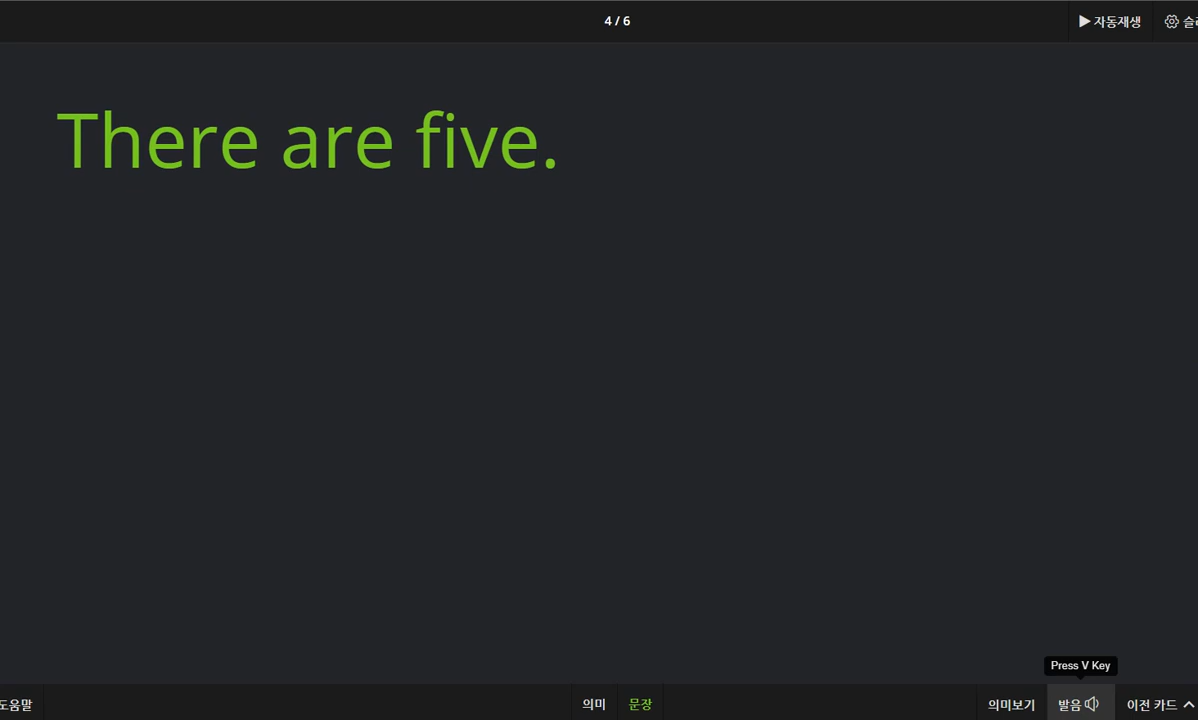 4 / 6
자동재생
There are five.
Press V Key
도움말
의미
문장
의미보기
발음
이전 카드